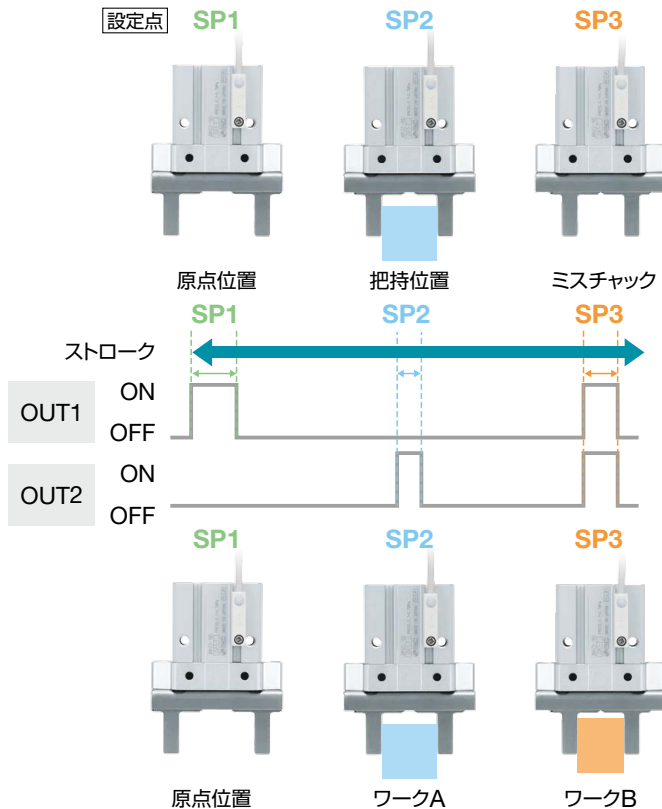 設定点 SP1 SP2 SP3
原点位置 把持位置 ミスチャック
SP1 SP2 SP3
ストローク
ON
OUT1
OFF
ON
OUT2
OFF
SP1 SP2 SP3
原点位置 ワークA ワークB